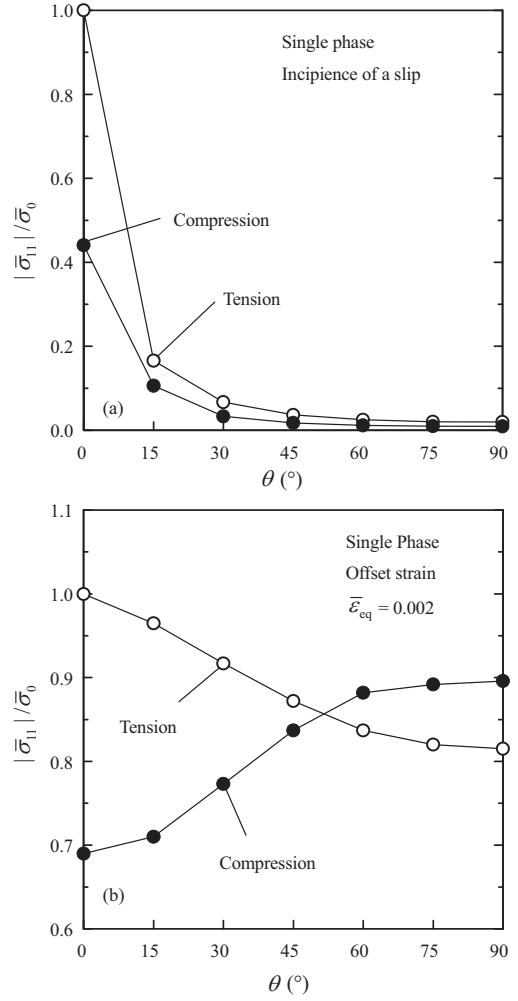 1.0
0.8
0.6
0.4
0.2
0.0
|σ̅₁₁|/σ̅₀
Single phase
Incipience of a slip
Compression
Tension
(a)
0 15 30 45 60 75 90
θ (°)
1.1
1.0
0.9
0.8
0.7
0.6
|σ̅₁₁|/σ̅₀
Single Phase
Offset strain
ε̅eq = 0.002
Tension
Compression
(b)
0 15 30 45 60 75 90
θ (°)